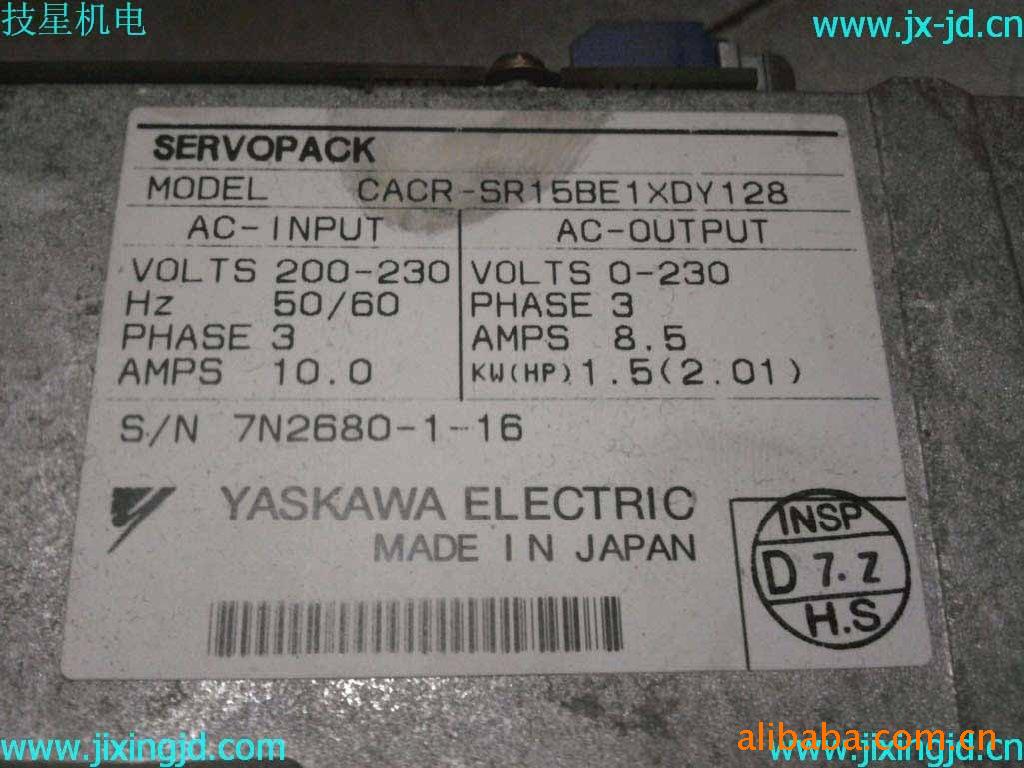 技星机电
www.jx-jd.cn
SERVOPACK
MODEL CACR-SR15BE1XDY128
AC-INPUT AC-OUTPUT
VOLTS 200-230 VOLTS 0-230
Hz 50/60 PHASE 3
PHASE 3 AMPS 8.5
AMPS 10.0 KW(HP) 1.5(2.01)
S/N 7N2680-1-16
YASKAWA ELECTRIC
MADE IN JAPAN
INSP
D 7.Z
H.S
www.jixingjd.com
alibaba.com.cn
www.jixingjd.cn